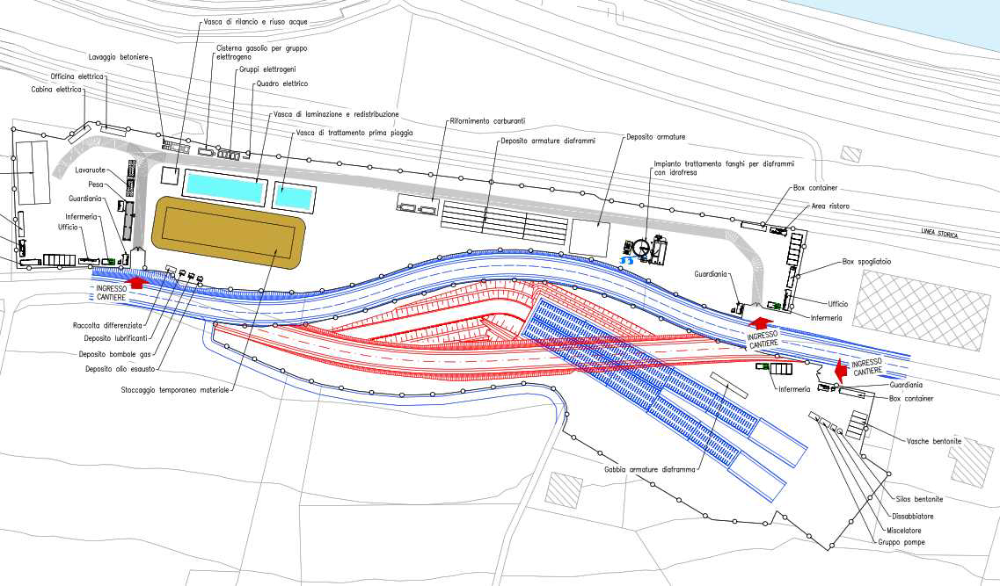 Vasca di rilancio e riuso acque
Cisterna gasolio per gruppo
elettrogeno
Lavaggio betoniere
Gruppi elettrogeni
Officina elettrica
Quadro elettrico
Cabina elettrica
Vasca di laminazione e redistribuzione
Rifornimento carburanti
Vasca di trattamento prima pioggia
Deposito armature diaframmi
Deposito armature
Impianto trattamento fanghi per diaframmi
con idrofresa
Lavaruote
Pesa
Box container
Guardiania
Area ristoro
Infermeria
Ufficio
LINEA STORICA
Box spogliatoio
Guardiania
INGRESSO
CANTIERE
Ufficio
Infermeria
Raccolta differenziata
Deposito lubrificanti
INGRESSO
CANTIERE
Deposito bombole gas
Deposito olio esausto
INGRESSO
CANTIERE
Stoccaggio temporaneo materiale
Infermeria
Guardiania
Box container
Vasche bentonite
Gabbia armature diaframma
Silos bentonite
Dissabbiatore
Miscelatore
Gruppo pompe